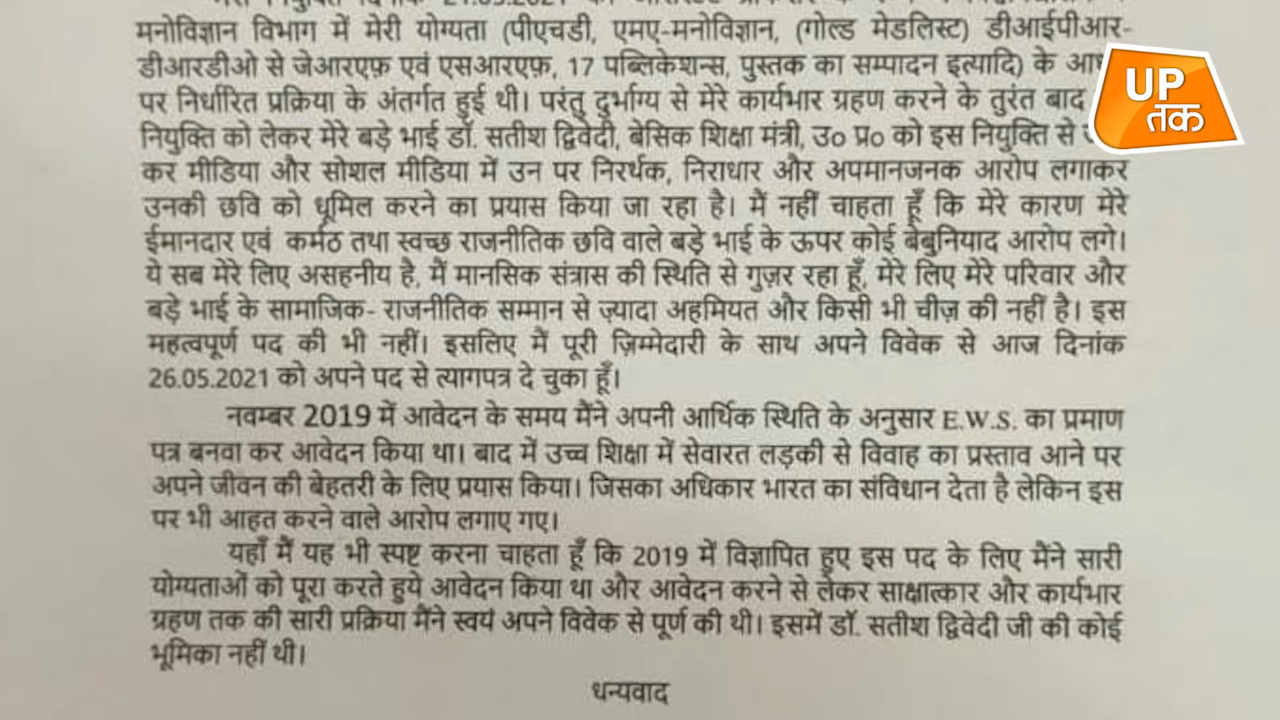 मनोविज्ञान विभाग में मेरी योग्यता (पीएचडी, एमए-मनोविज्ञान, (गोल्ड मेडलिस्ट) डीआईपीआर-
डीआरडीओ से जेआरएफ़ एवं एसआरएफ़, 17 पब्लिकेशन्स, पुस्तक का सम्पादन इत्यादि) के
पर निर्धारित प्रक्रिया के अंतर्गत हुई थी। परंतु दुर्भाग्य से मेरे कार्यभार ग्रहण करने के तुरंत बाद
नियुक्ति को लेकर मेरे बड़े भाई डॉ. सतीश द्विवेदी, बेसिक शिक्षा मंत्री, उ० प्र० को इस नियुक्ति से
कर मीडिया और सोशल मीडिया में उन पर निरर्थक, निराधार और अपमानजनक आरोप लगाकर
उनकी छवि को धूमिल करने का प्रयास किया जा रहा है। मैं नहीं चाहता हूँ कि मेरे कारण मेरे
ईमानदार एवं कर्मठ तथा स्वच्छ राजनीतिक छवि वाले बड़े भाई के ऊपर कोई बेबुनियाद आरोप लगे।
ये सब मेरे लिए असहनीय है, मैं मानसिक संत्रास की स्थिति से गुज़र रहा हूँ, मेरे लिए मेरे परिवार और
बड़े भाई के सामाजिक- राजनीतिक सम्मान से ज़्यादा अहमियत और किसी भी चीज़ की नहीं है। इस
महत्वपूर्ण पद की भी नहीं। इसलिए मैं पूरी ज़िम्मेदारी के साथ अपने विवेक से आज दिनांक
26.05.2021 को अपने पद से त्यागपत्र दे चुका हूँ।
नवम्बर 2019 में आवेदन के समय मैंने अपनी आर्थिक स्थिति के अनुसार E.W.S. का प्रमाण
पत्र बनवा कर आवेदन किया था। बाद में उच्च शिक्षा में सेवारत लड़की से विवाह का प्रस्ताव आने पर
अपने जीवन की बेहतरी के लिए प्रयास किया। जिसका अधिकार भारत का संविधान देता है लेकिन इस
पर भी आहत करने वाले आरोप लगाए गए।
यहाँ मैं यह भी स्पष्ट करना चाहता हूँ कि 2019 में विज्ञापित हुए इस पद के लिए मैंने सारी
योग्यताओं को पूरा करते हुये आवेदन किया था और आवेदन करने से लेकर साक्षात्कार और कार्यभार
ग्रहण तक की सारी प्रक्रिया मैंने स्वयं अपने विवेक से पूर्ण की थी। इसमें डॉ. सतीश द्विवेदी जी की कोई
भूमिका नहीं थी।
धन्यवाद
UP
तक